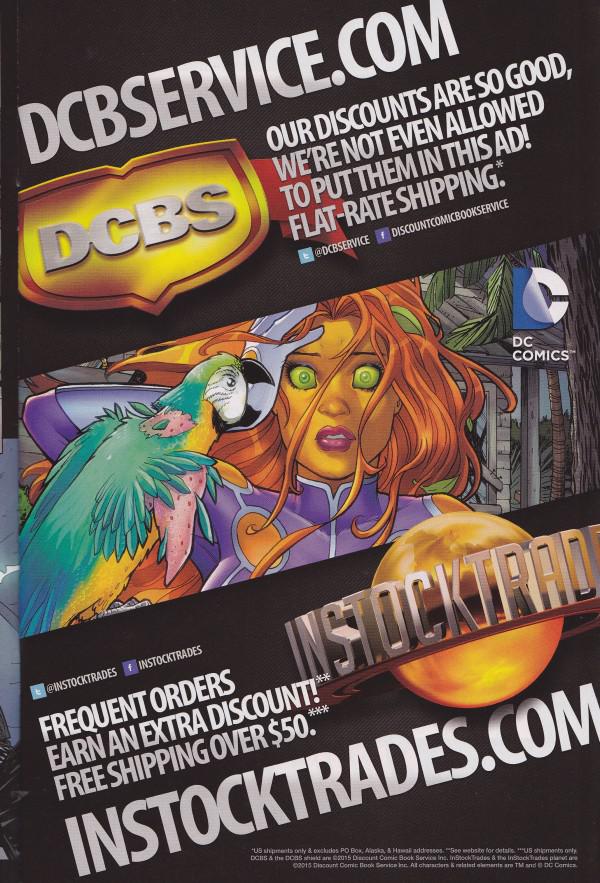 DCBSERVICE.COM
OUR DISCOUNTS ARE SO GOOD,
WE'RE NOT EVEN ALLOWED
TO PUT THEM IN THIS AD!
FLAT-RATE SHIPPING.*
@DCBSERVICE f DISCOUNTCOMICBOOKSERVICE
DCBS
DC
COMICS™
INSTOCKTRAD
@INSTOCKTRADES f INSTOCKTRADES
FREQUENT ORDERS
EARN AN EXTRA DISCOUNT!**
FREE SHIPPING OVER $50.***
INSTOCKTRADES.COM
*US shipments only & excludes PO Box, Alaska, & Hawaii addresses. **See website for details. ***US shipments only.
DCBS & the DCBS shield are ©2015 Discount Comic Book Service Inc. InStockTrades & the InStockTrades planet are
©2015 Discount Comic Book Service Inc. All characters & related elements are TM and © DC Comics.